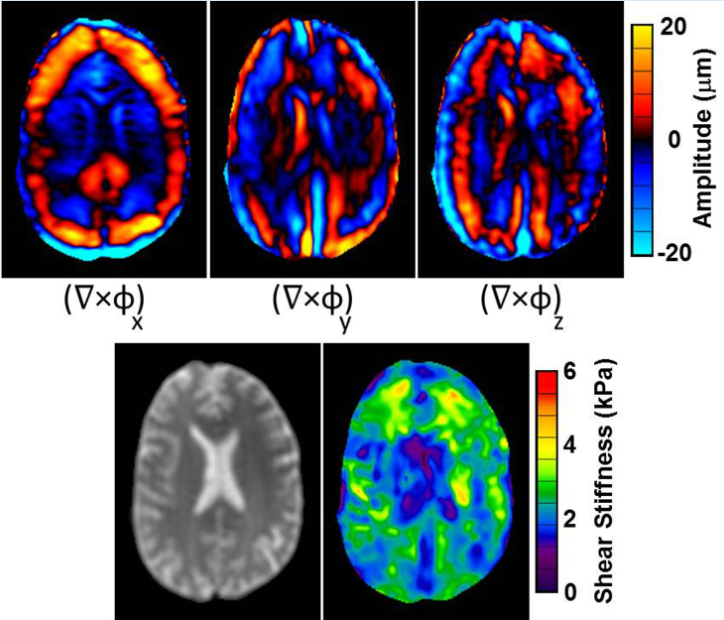 20
0
-20
Amplitude (μm)
(∇×ϕ)x
(∇×ϕ)y
(∇×ϕ)z
6
4
2
0
Shear Stiffness (kPa)